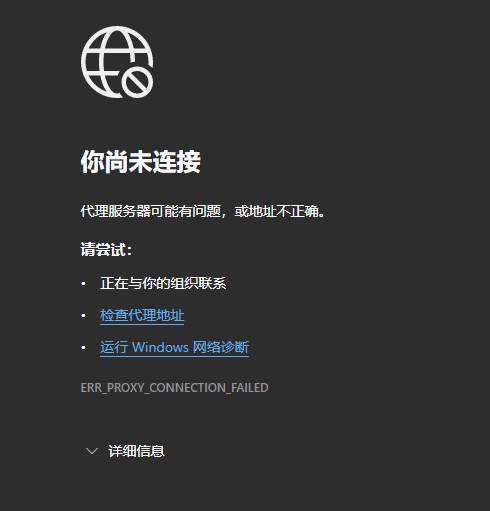 你尚未连接
代理服务器可能有问题，或地址不正确。
请尝试：
• 正在与你的组织联系
• 检查代理地址
• 运行 Windows 网络诊断
ERR_PROXY_CONNECTION_FAILED
详细信息